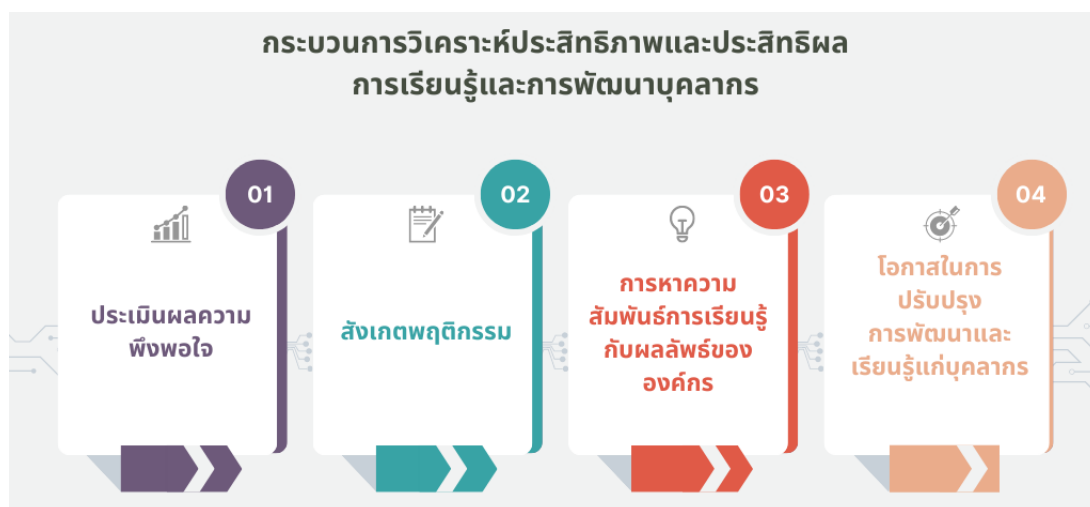 กระบวนการวิเคราะห์ประสิทธิภาพและประสิทธิผล
การเรียนรู้และการพัฒนาบุคลากร
01
ประเมินผลความ
พึงพอใจ
02
สังเกตพฤติกรรม
03
การหาความ
สัมพันธ์การเรียนรู้
กับผลลัพธ์ของ
องค์กร
04
โอกาสในการ
ปรับปรุง
การพัฒนาและ
เรียนรู้แก่บุคลากร